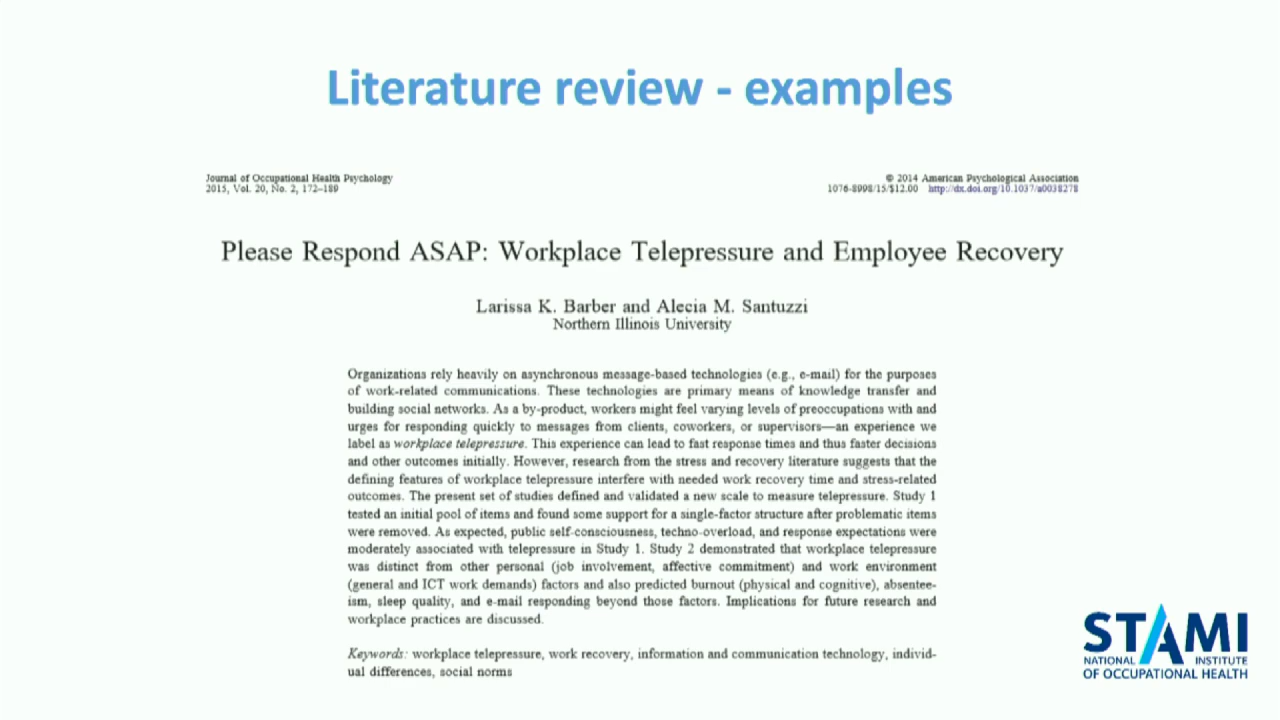 Literature review - examples
Journal of Occupational Health Psychology
2015, Vol. 20, No. 2, 172–189
© 2014 American Psychological Association
1076-8998/15/$12.00 http://dx.doi.org/10.1037/a0038278
Please Respond ASAP: Workplace Telepressure and Employee Recovery
Larissa K. Barber and Alecia M. Santuzzi
Northern Illinois University
Organizations rely heavily on asynchronous message-based technologies (e.g., e-mail) for the purposes
of work-related communications. These technologies are primary means of knowledge transfer and
building social networks. As a by-product, workers might feel varying levels of preoccupations with and
urges for responding quickly to messages from clients, coworkers, or supervisors—an experience we
label as workplace telepressure. This experience can lead to fast response times and thus faster decisions
and other outcomes initially. However, research from the stress and recovery literature suggests that the
defining features of workplace telepressure interfere with needed work recovery time and stress-related
outcomes. The present set of studies defined and validated a new scale to measure telepressure. Study 1
tested an initial pool of items and found some support for a single-factor structure after problematic items
were removed. As expected, public self-consciousness, techno-overload, and response expectations were
moderately associated with telepressure in Study 1. Study 2 demonstrated that workplace telepressure
was distinct from other personal (job involvement, affective commitment) and work environment
(general and ICT work demands) factors and also predicted burnout (physical and cognitive), absentee-
ism, sleep quality, and e-mail responding beyond those factors. Implications for future research and
workplace practices are discussed.
Keywords: workplace telepressure, work recovery, information and communication technology, individ-
ual differences, social norms
STAMI
NATIONAL INSTITUTE
OF OCCUPATIONAL HEALTH